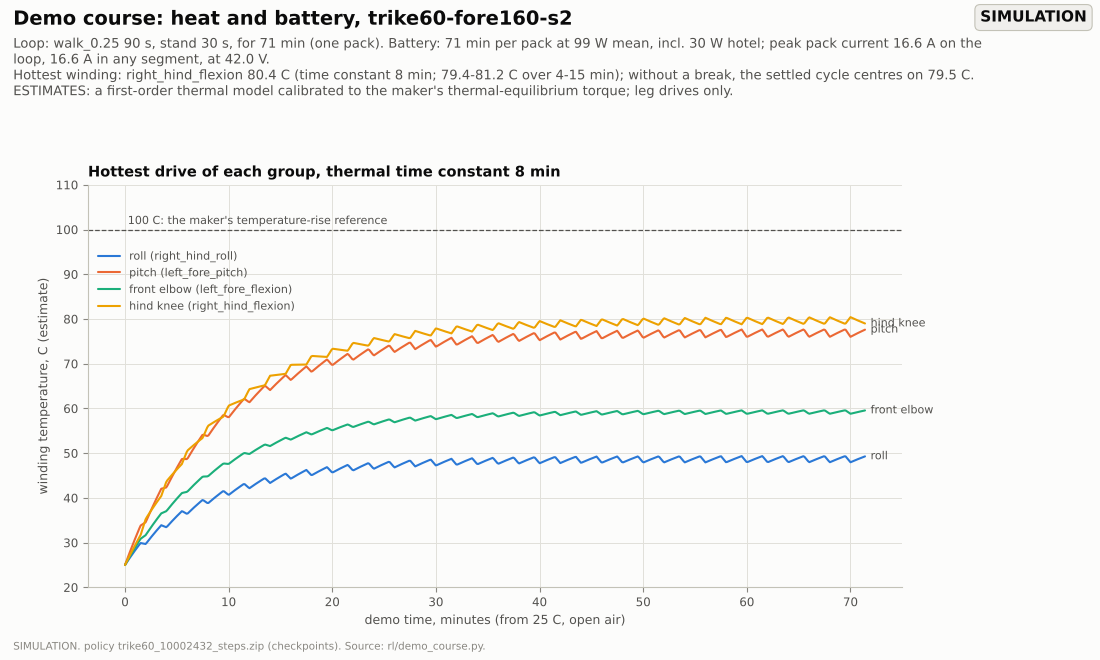 Demo course: heat and battery, trike60-fore160-s2
SIMULATION
Loop: walk_0.25 90 s, stand 30 s, for 71 min (one pack). Battery: 71 min per pack at 99 W mean, incl. 30 W hotel; peak pack current 16.6 A on the
loop, 16.6 A in any segment, at 42.0 V.
Hottest winding: right_hind_flexion 80.4 C (time constant 8 min; 79.4-81.2 C over 4-15 min); without a break, the settled cycle centres on 79.5 C.
ESTIMATES: a first-order thermal model calibrated to the maker's thermal-equilibrium torque; leg drives only.
Hottest drive of each group, thermal time constant 8 min
110
100
90
80
70
60
50
40
30
20
winding temperature, C (estimate)
100 C: the maker's temperature-rise reference
roll (right_hind_roll)
pitch (left_fore_pitch)
front elbow (left_fore_flexion)
hind knee (right_hind_flexion)
hind knee
pitch
front elbow
roll
0
10
20
30
40
50
60
70
demo time, minutes (from 25 C, open air)
SIMULATION. policy trike60_10002432_steps.zip (checkpoints). Source: rl/demo_course.py.